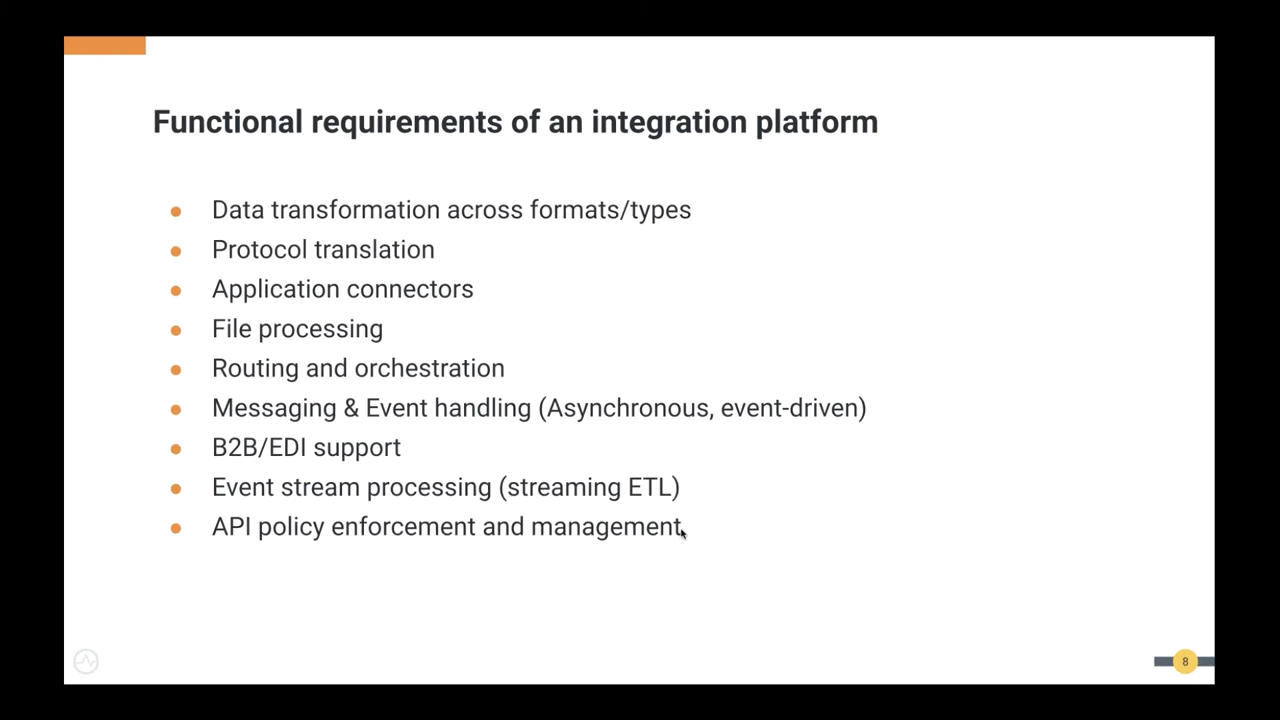 Functional requirements of an integration platform
● Data transformation across formats/types
● Protocol translation
● Application connectors
● File processing
● Routing and orchestration
● Messaging & Event handling (Asynchronous, event-driven)
● B2B/EDI support
● Event stream processing (streaming ETL)
● API policy enforcement and management
8